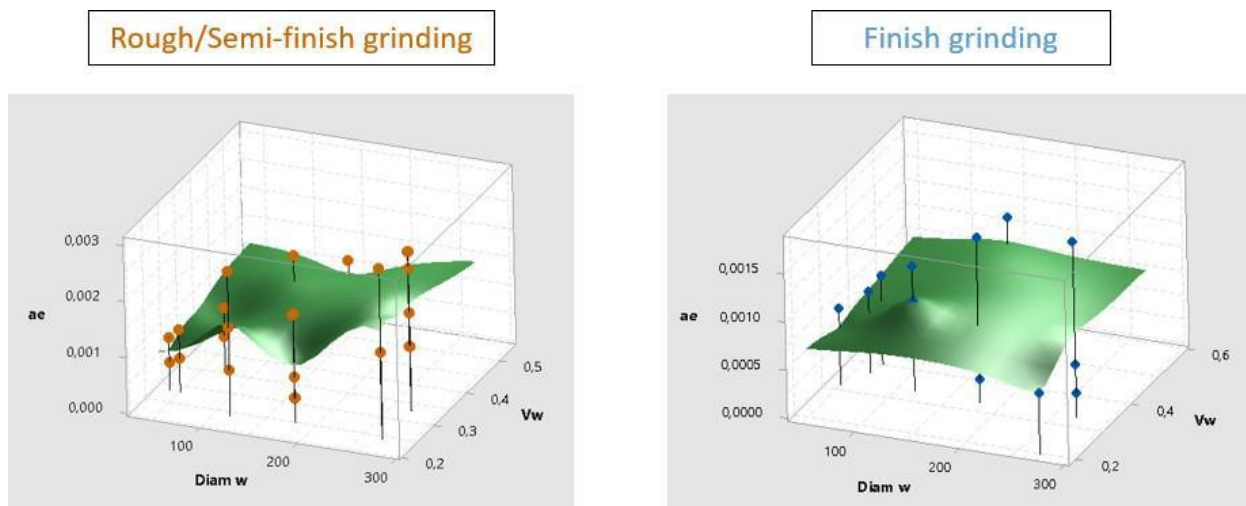 Rough/Semi-finish grinding
Finish grinding
0,003
0,002
ae
0,001
0,000
100
200
300
Diam w
0,2
0,3
0,4
0,5
Vw
0,0015
0,0010
ae
0,0005
0,0000
100
200
300
Diam w
0,2
0,4
0,6
Vw